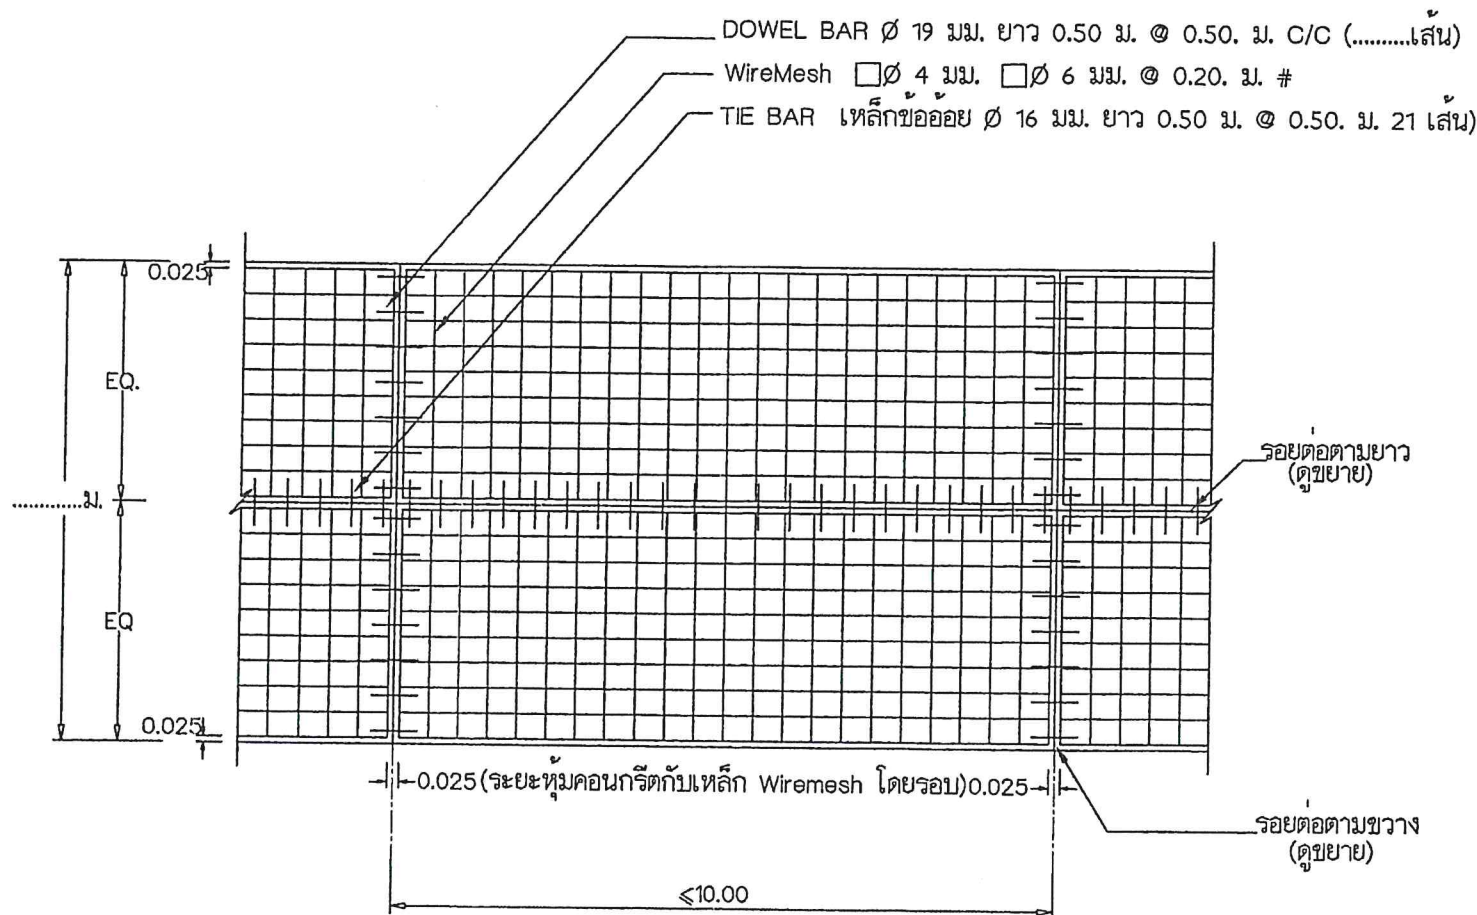 DOWEL BAR Ø 19 มม. ยาว 0.50 ม. @ 0.50. ม. C/C (..........เส้น)
WireMesh □Ø 4 มม. □Ø 6 มม. @ 0.20. ม. #
TIE BAR เหล็กข้ออ้อย Ø 16 มม. ยาว 0.50 ม. @ 0.50. ม. 21 เส้น)
0.025
EQ.
รอยต่อตามยาว
(ดูขยาย)
............ม.
EQ
0.025
0.025(ระยะหุ้มคอนกรีตกับเหล็ก Wiremesh โดยรอบ)0.025
รอยต่อตามขวาง
(ดูขยาย)
≤10.00